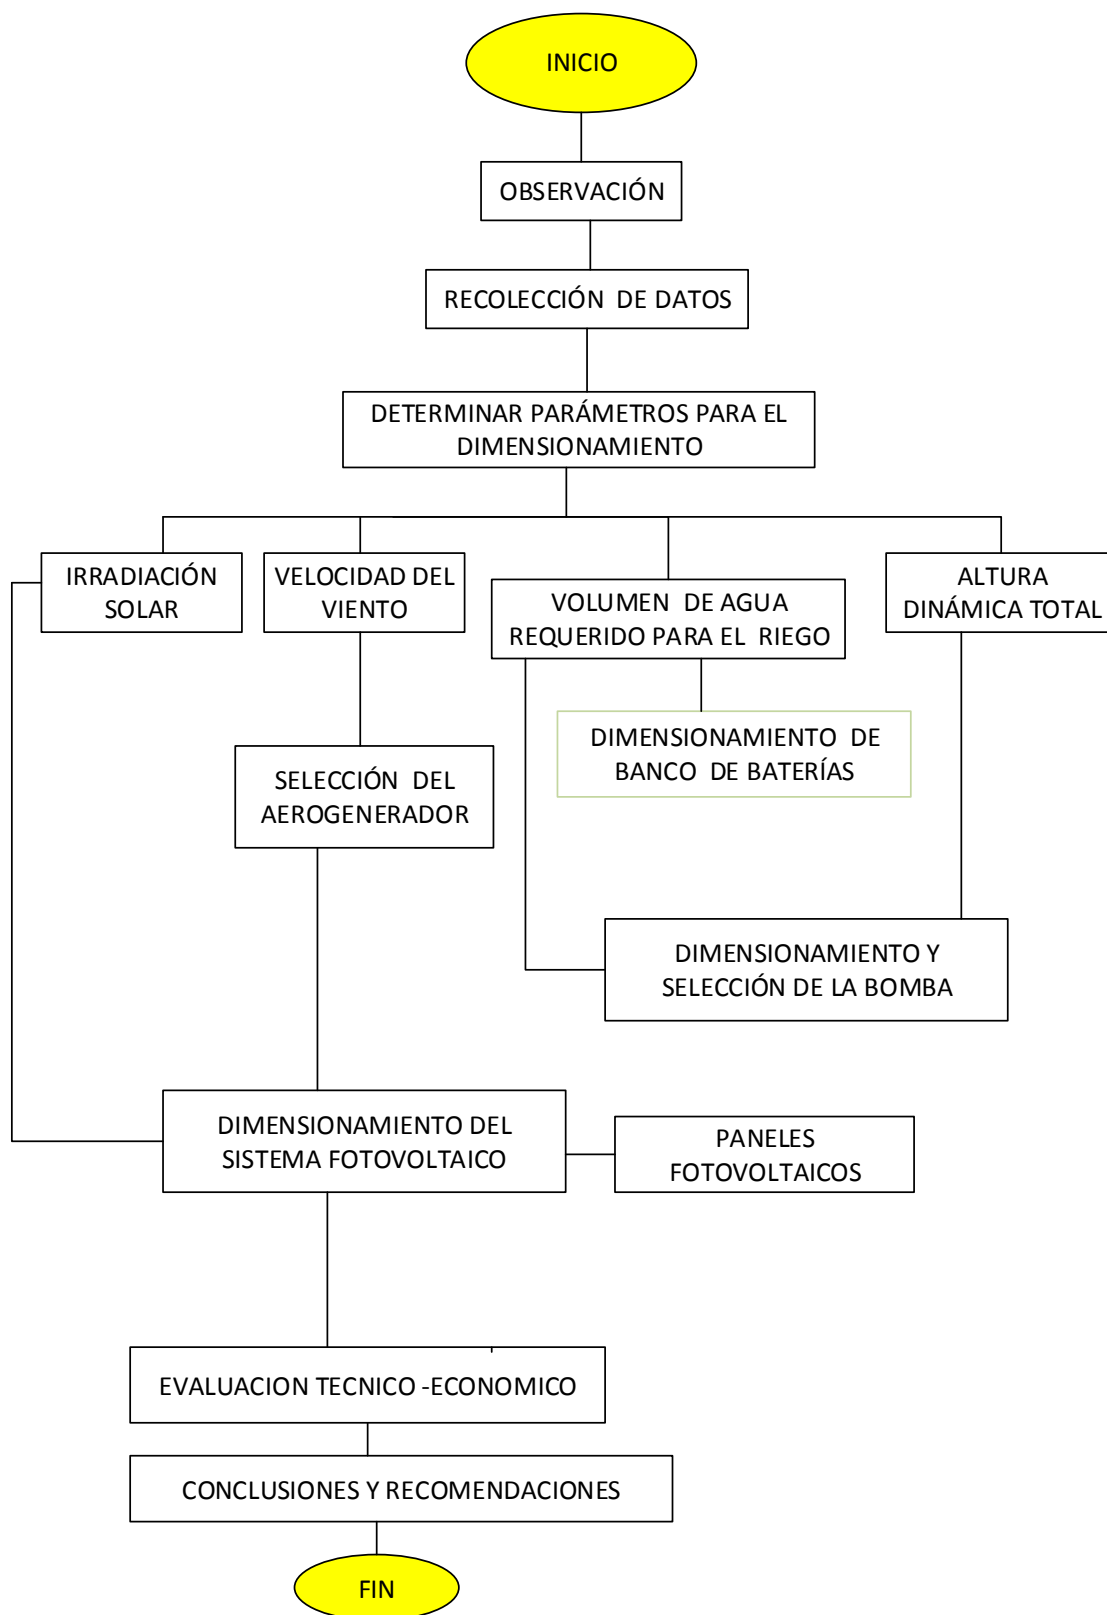 INICIO
OBSERVACIÓN
RECOLECCIÓN DE DATOS
DETERMINAR PARÁMETROS PARA EL
DIMENSIONAMIENTO
IRRADIACIÓN
SOLAR
VELOCIDAD DEL
VIENTO
VOLUMEN DE AGUA
REQUERIDO PARA EL RIEGO
ALTURA
DINÁMICA TOTAL
DIMENSIONAMIENTO DE
BANCO DE BATERÍAS
SELECCIÓN DEL
AEROGENERADOR
DIMENSIONAMIENTO Y
SELECCIÓN DE LA BOMBA
DIMENSIONAMIENTO DEL
SISTEMA FOTOVOLTAICO
PANELES
FOTOVOLTAICOS
EVALUACION TECNICO -ECONOMICO
CONCLUSIONES Y RECOMENDACIONES
FIN